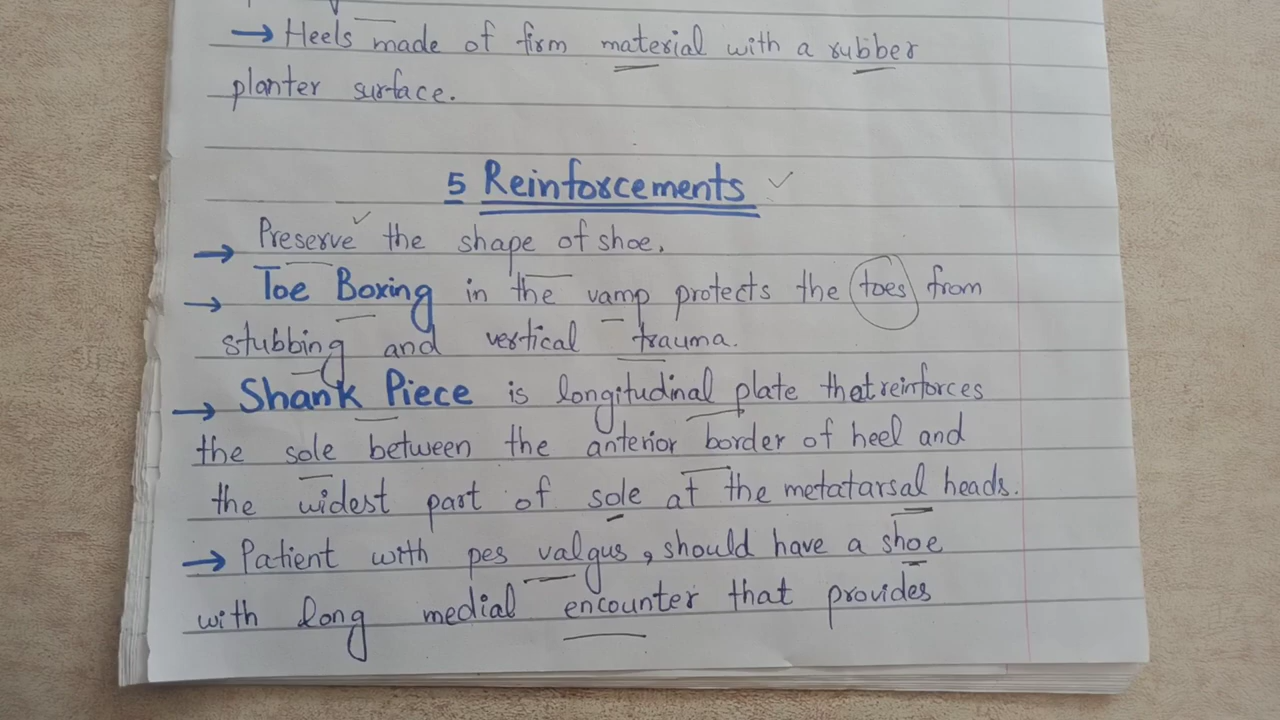 → Heels made of firm material with a rubber
planter surface.
5 Reinforcements ✓
→ Preserve the shape of shoe.
→ Toe Boxing in the vamp protects the toes from
stubbing and vertical trauma.
→ Shank Piece is longitudinal plate that reinforces
the sole between the anterior border of heel and
the widest part of sole at the metatarsal heads.
→ Patient with pes valgus, should have a shoe
with long medial encounter that provides